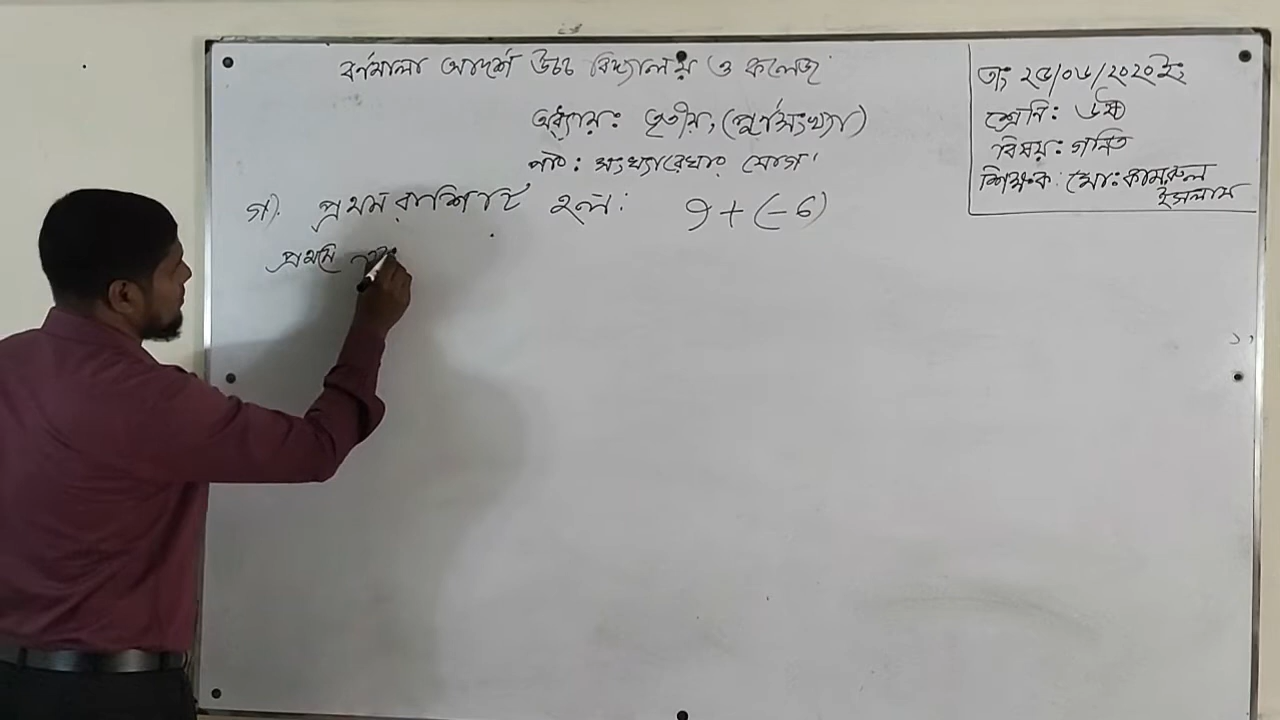 বর্ণমালা আদর্শ উচ্চ বিদ্যালয় ও কলেজ
অধ্যায়: তৃতীয়, (পূর্ণসংখ্যা)
পাঠ: সংখ্যারেখার যোগ।
তাং ২৫/০৬/২০২০ইং
শ্রেনি: ৬ষ্ঠ
বিষয়: গনিত
শিক্ষক: মো: কামরুল
ইসলাম
গ). প্রথম রাশিটি হল: ৭ + (– ৬)
প্রথমে